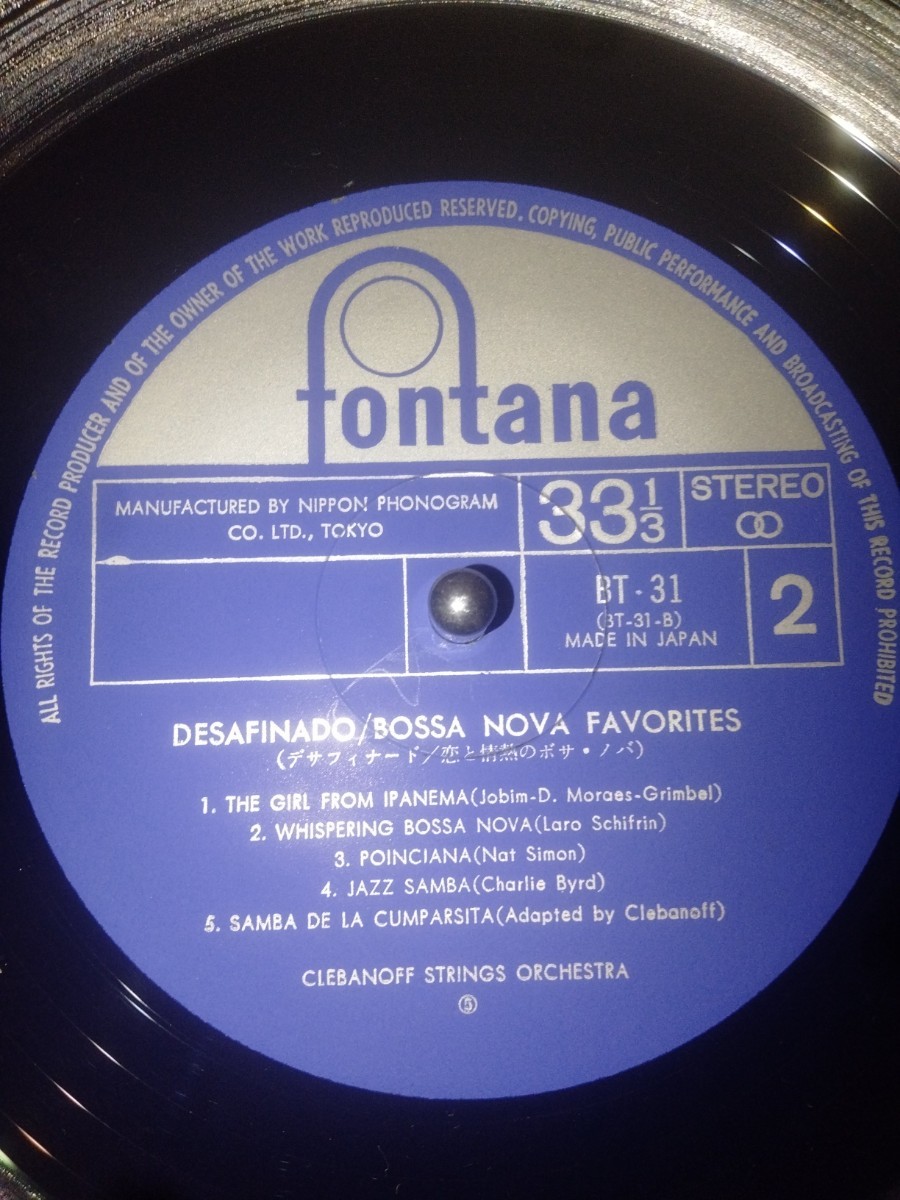 ALL RIGHTS OF THE RECORD PRODUCER AND OF THE OWNER OF THE WORK REPRODUCED RESERVED. COPYING, PUBLIC PERFORMANCE AND BROADCASTING OF THIS RECORD PROHIBITED
fontana
MANUFACTURED BY NIPPON PHONOGRAM
CO. LTD., TOKYO
33 1/3
STEREO
BT-31
(BT-31-B)
MADE IN JAPAN
2
DESAFINADO/BOSSA NOVA FAVORITES
(デサフィナード/恋と情熱のボサ・ノバ)
1. THE GIRL FROM IPANEMA(Jobim-D. Moraes-Grimbel)
2. WHISPERING BOSSA NOVA(Laro Schifrin)
3. POINCIANA(Nat Simon)
4. JAZZ SAMBA(Charlie Byrd)
5. SAMBA DE LA CUMPARSITA(Adapted by Clebanoff)
CLEBANOFF STRINGS ORCHESTRA
⑤